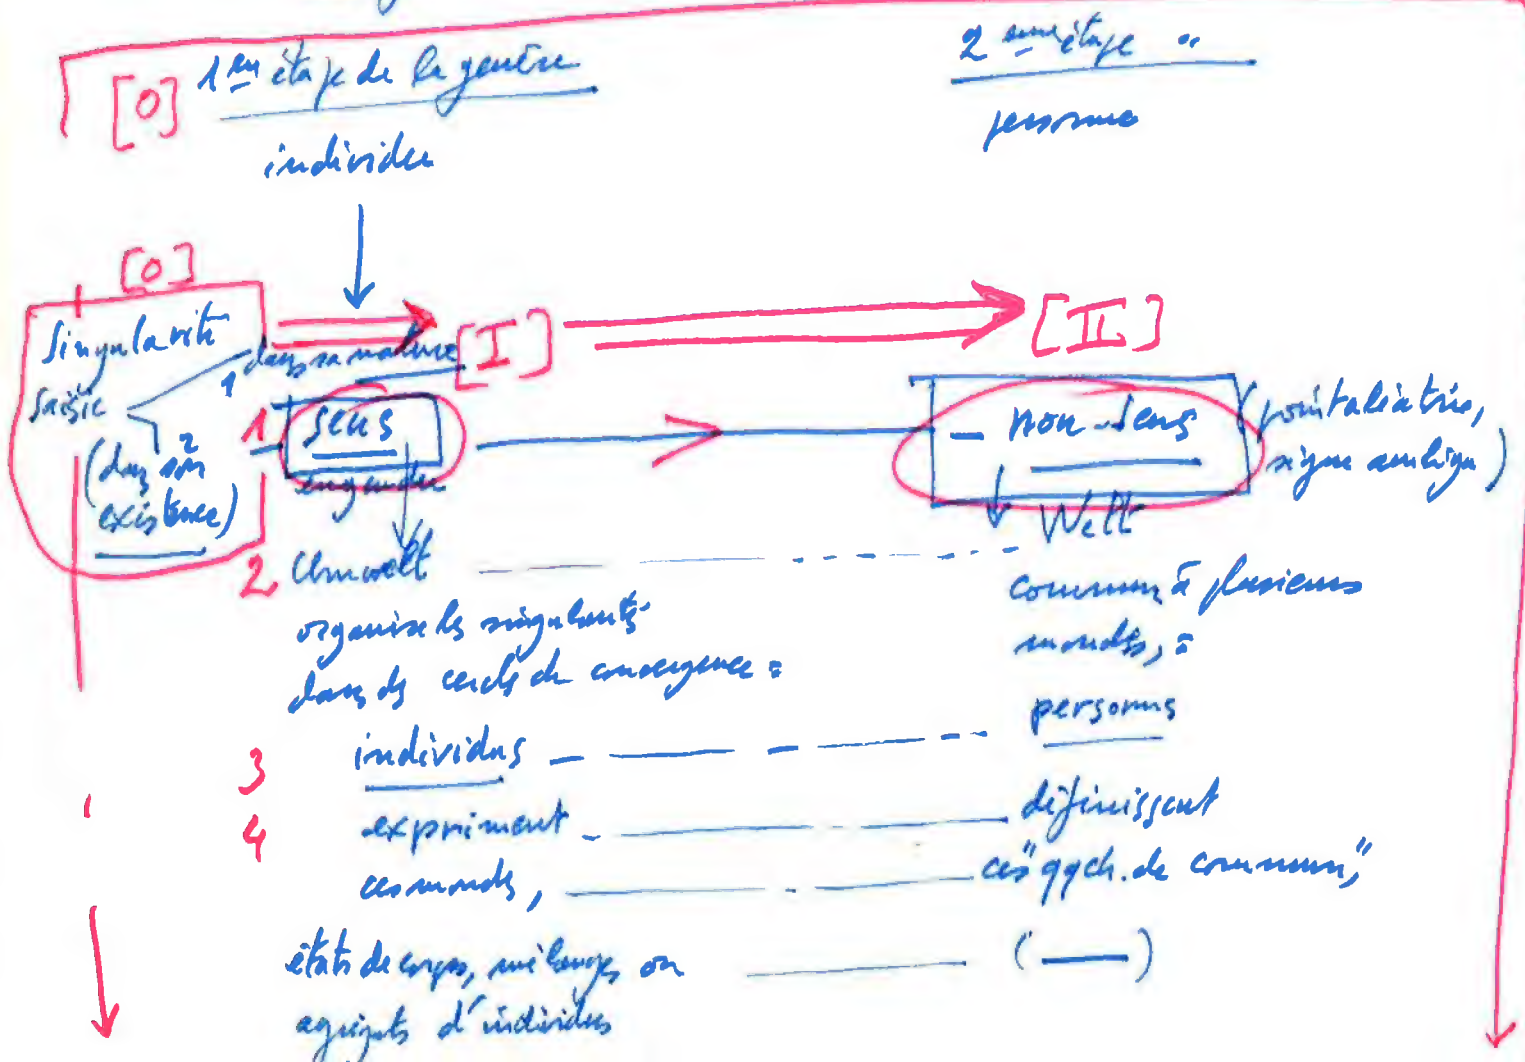 [0] 1ère étape de la genèse
2ème étape "
individu
personne
[0]
Singularité
saisie
1 dans sa nature
2
(dans son
existence)
[I]
[II]
1 sens
- non-sens
(point aléatoire,
signe ambigu)
engendre
2 Umwelt
Welt
organise les singularités
dans des cercles de convergence =
commun à plusieurs
mondes, =
3 individus
personnes
4 expriment
définissent
ces mondes,
ces "qqch. de commun",
états de corps, mélanges ou
agrégats d'individus
(—)